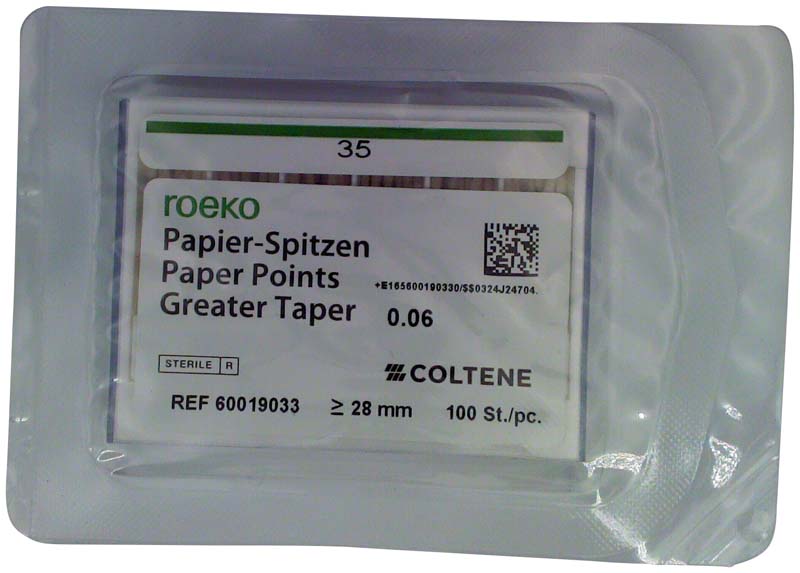 35
roeko
Papier-Spitzen
Paper Points
+E165600190330/$$0324J24704.
Greater Taper 0.06
STERILE R
COLTENE
REF 60019033 ≥ 28 mm 100 St./pc.